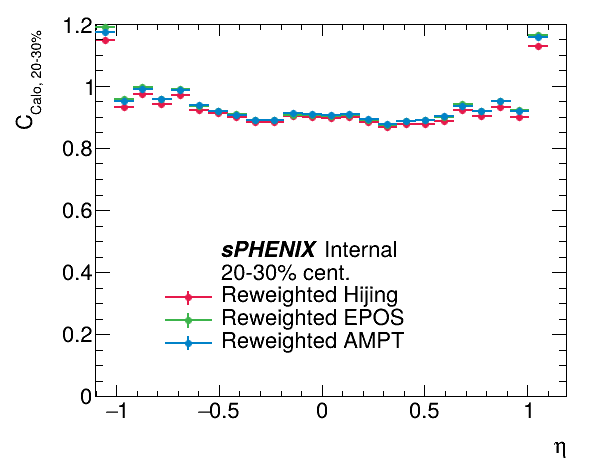 C_Calo, 20-30%
1.2
1
0.8
0.6
0.4
0.2
0
sPHENIX Internal
20-30% cent.
Reweighted Hijing
Reweighted EPOS
Reweighted AMPT
−1 −0.5 0 0.5 1
η